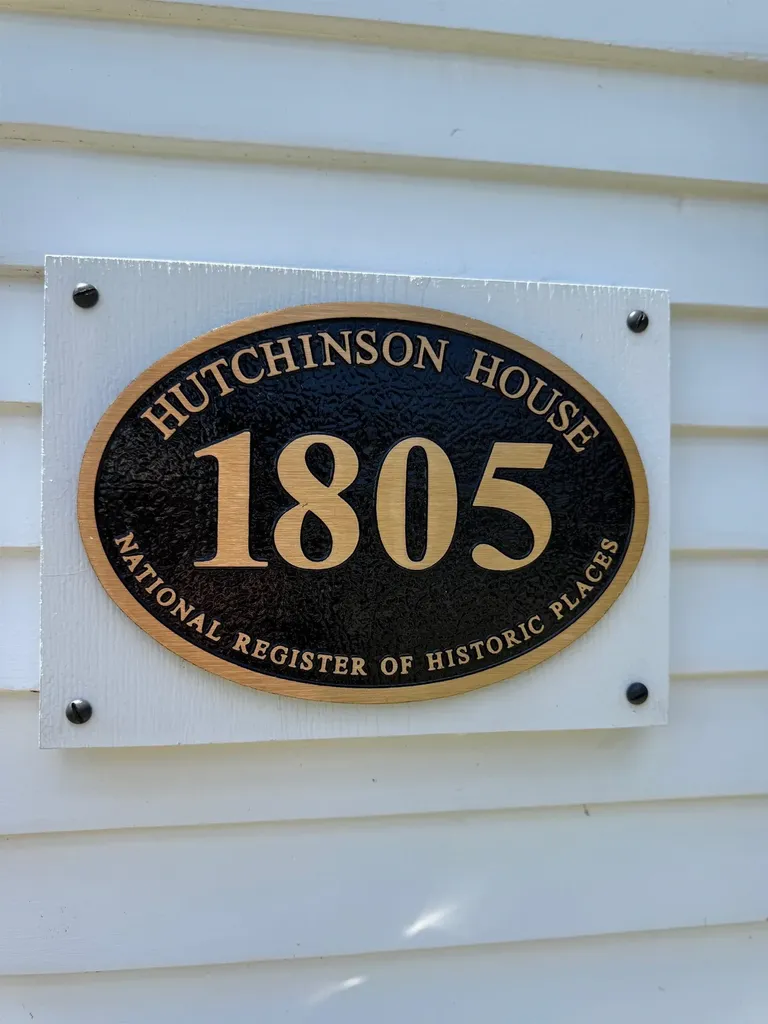 HUTCHINSON HOUSE
1805
NATIONAL REGISTER OF HISTORIC PLACES